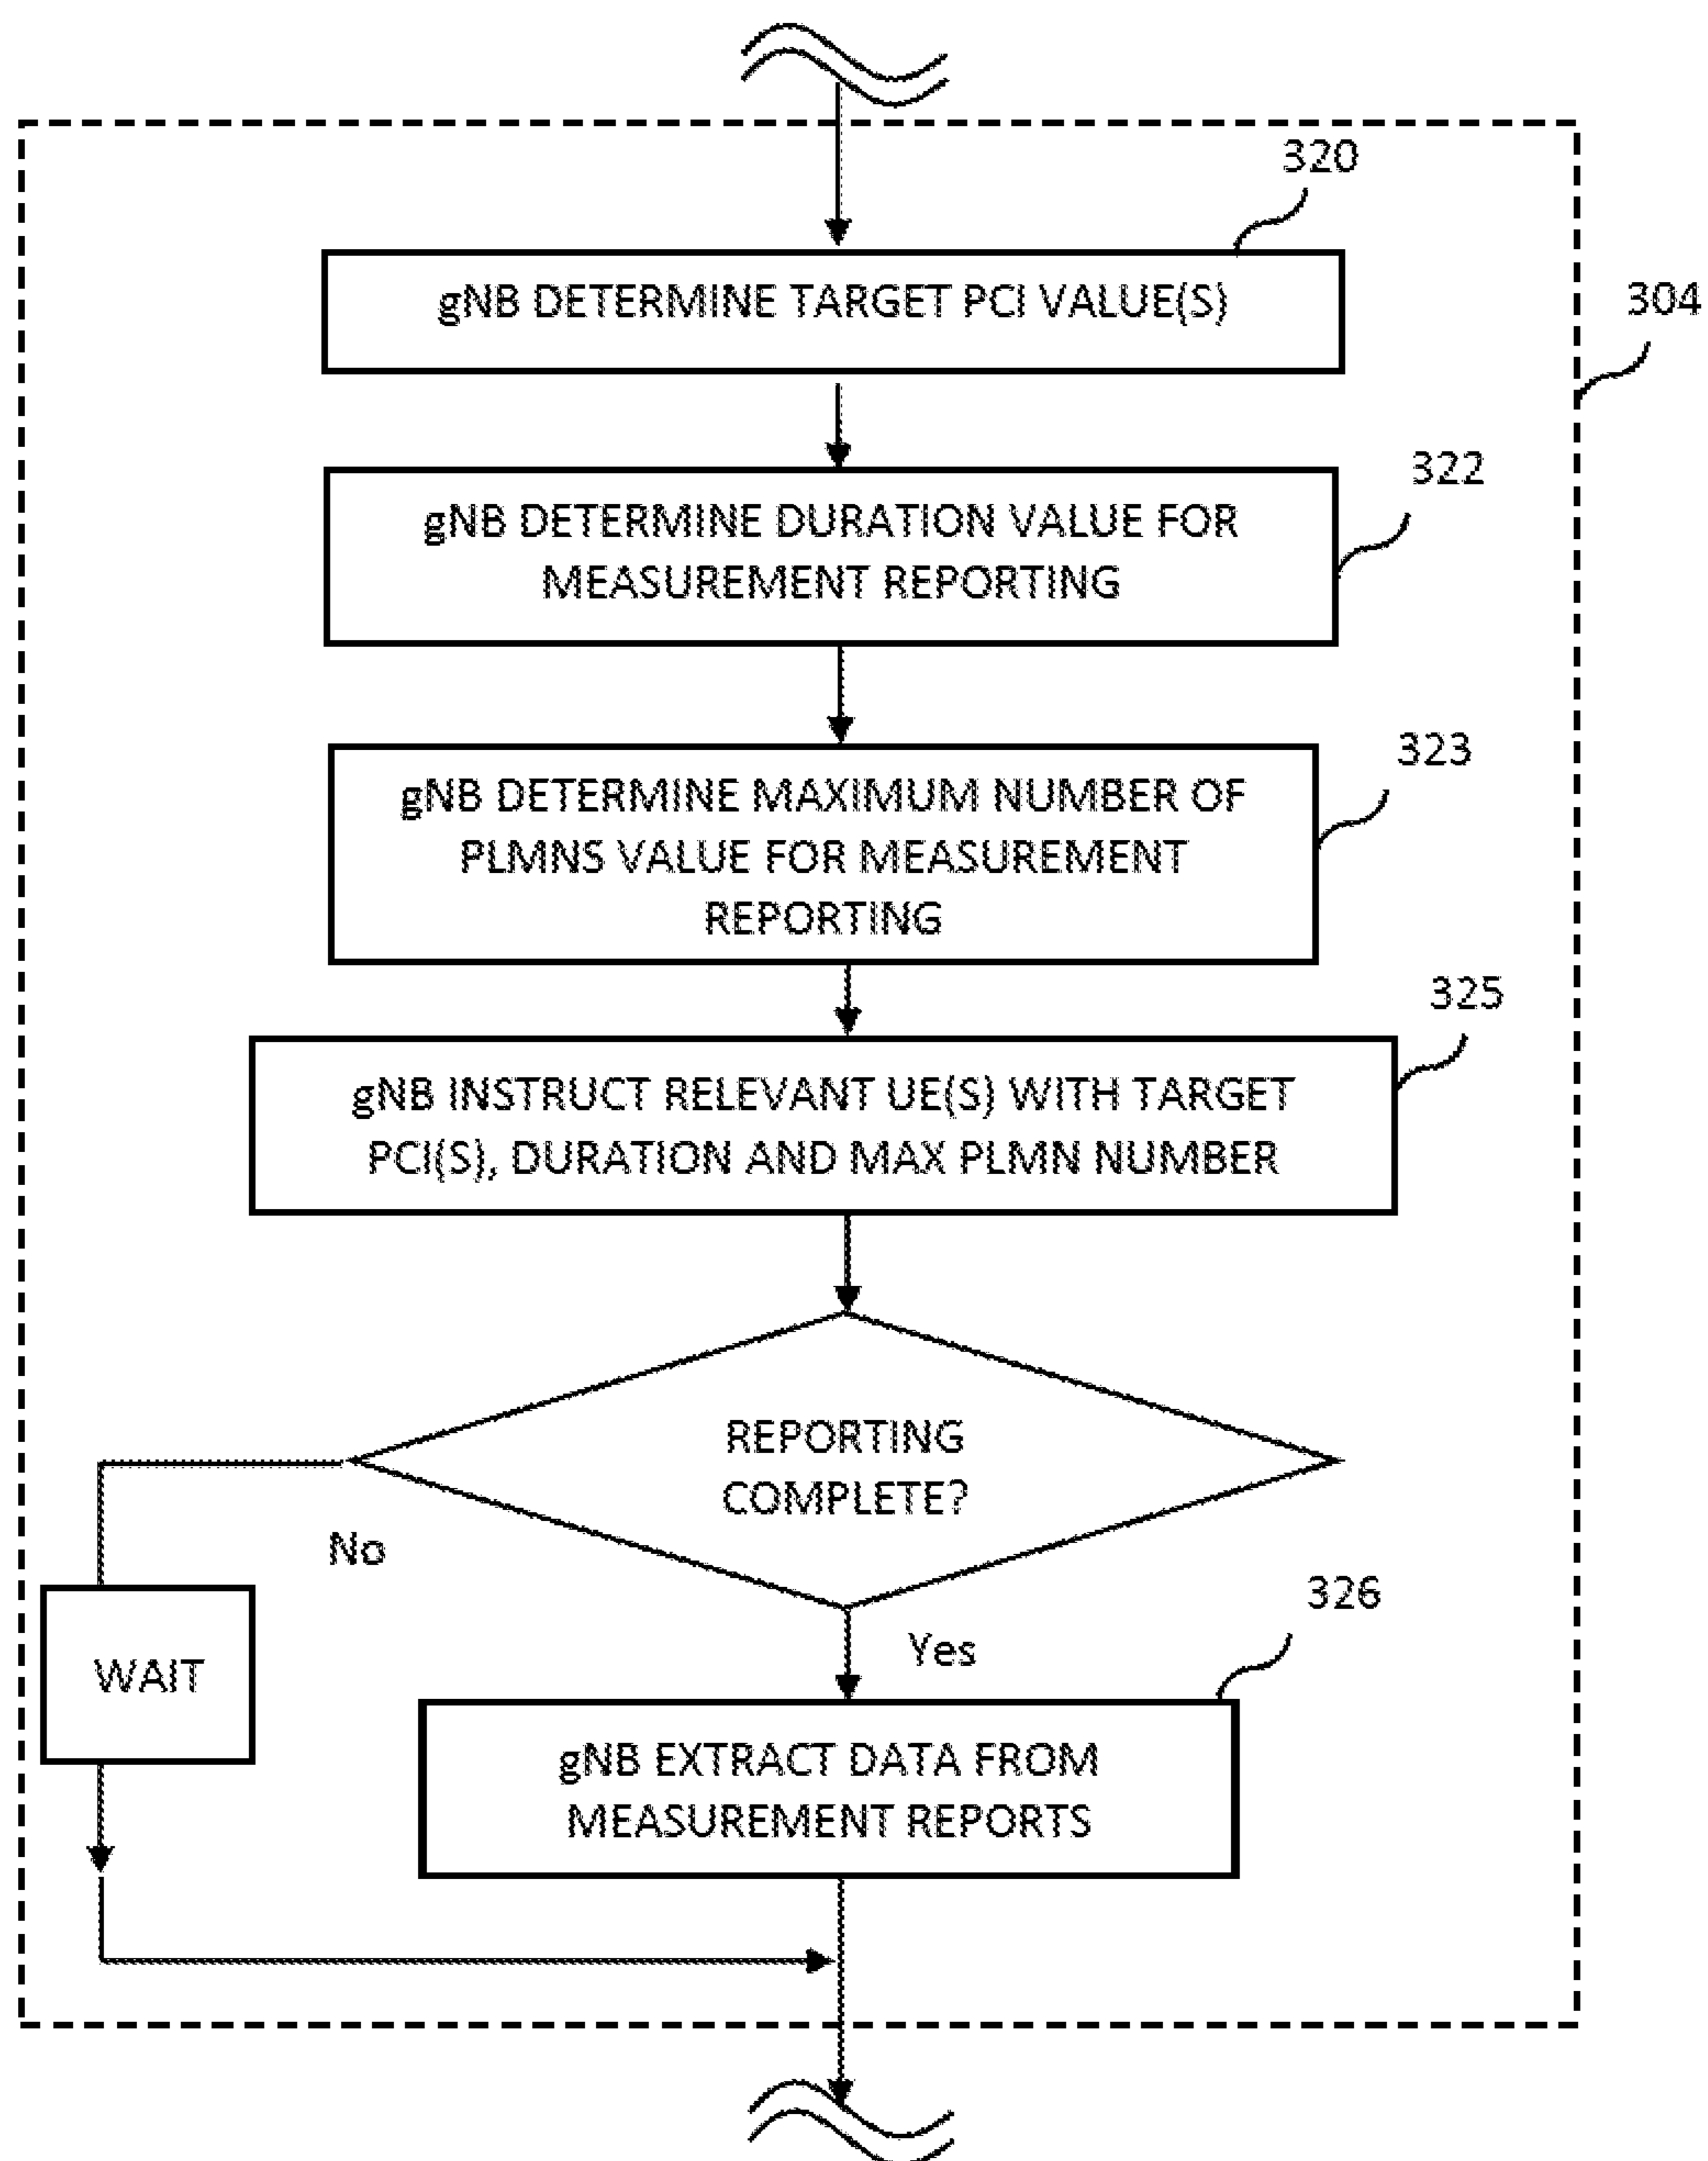 320
gNB DETERMINE TARGET PCI VALUE(S)
304
322
gNB DETERMINE DURATION VALUE FOR
MEASUREMENT REPORTING
323
gNB DETERMINE MAXIMUM NUMBER OF
PLMNS VALUE FOR MEASUREMENT
REPORTING
325
gNB INSTRUCT RELEVANT UE(S) WITH TARGET
PCI(S), DURATION AND MAX PLMN NUMBER
REPORTING
COMPLETE?
No
326
Yes
WAIT
gNB EXTRACT DATA FROM
MEASUREMENT REPORTS